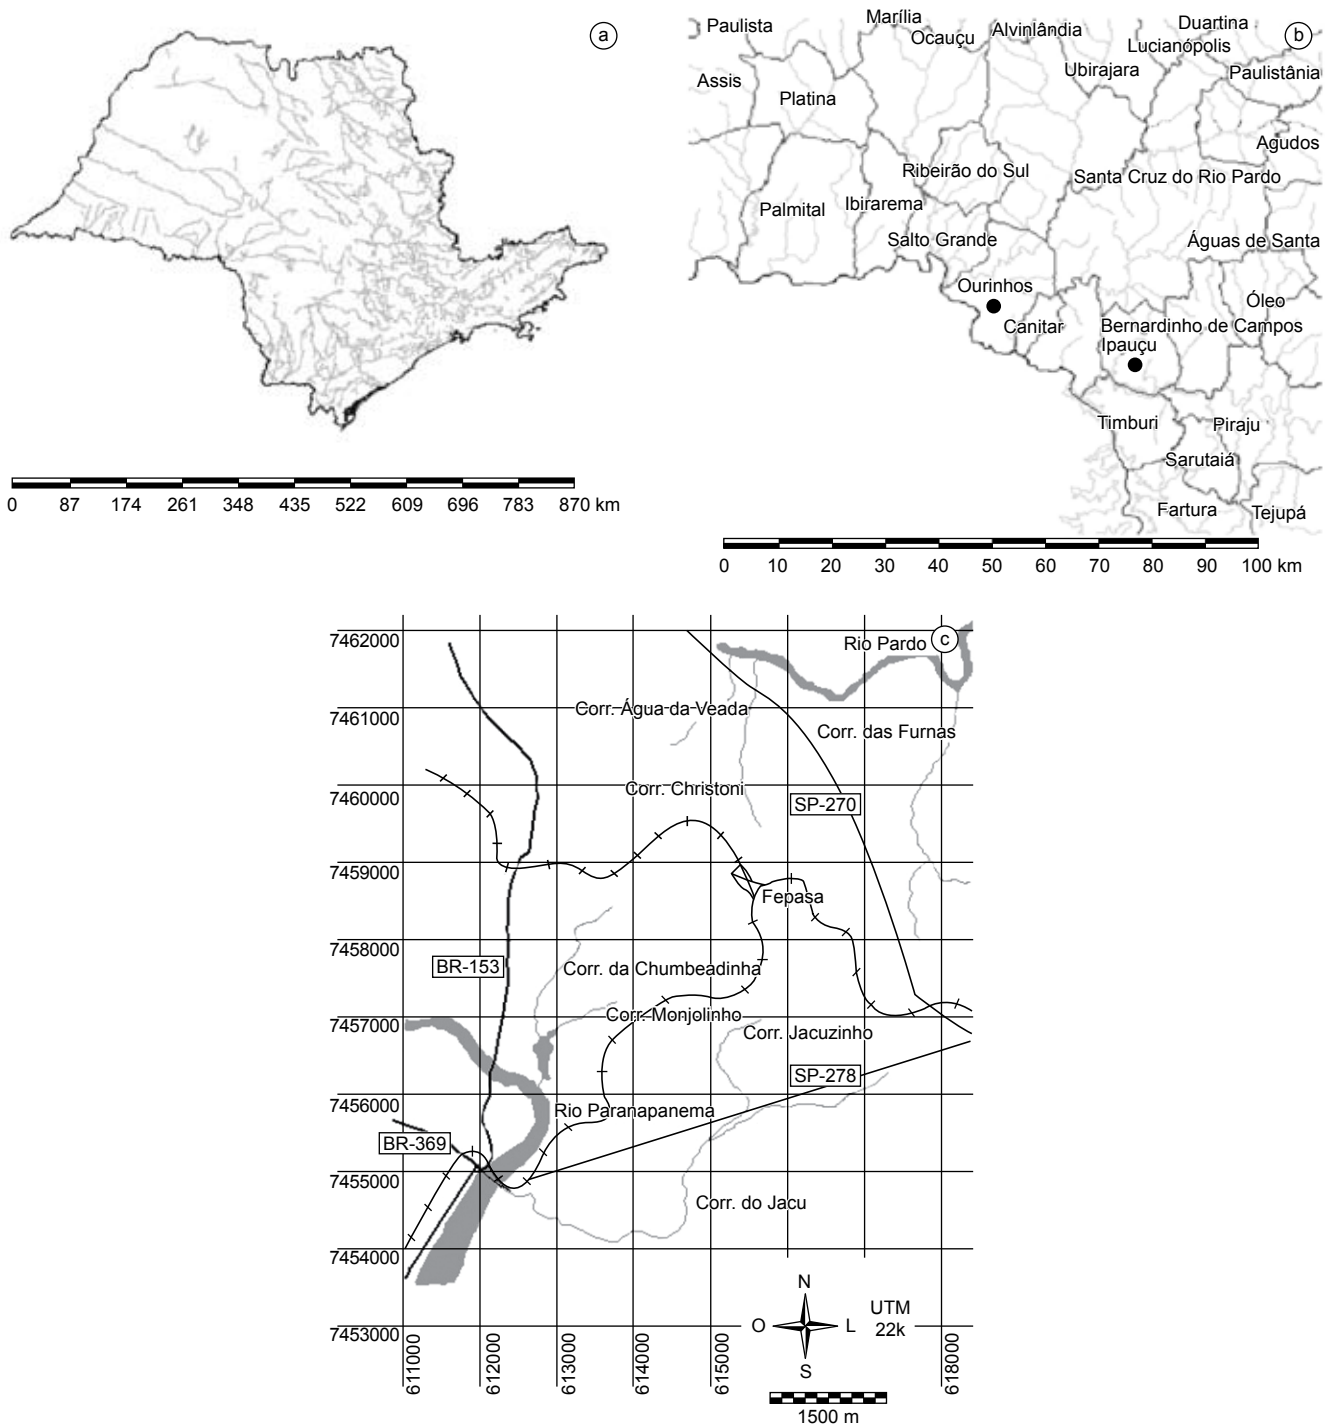 a
0 87 174 261 348 435 522 609 696 783 870 km
b
Paulista
Marília
Ocauçu
Alvinlândia
Duartina
Lucianópolis
Assis
Platina
Ubirajara
Paulistânia
Agudos
Ribeirão do Sul
Santa Cruz do Rio Pardo
Palmital
Ibirarema
Salto Grande
Águas de Santa
Ourinhos
Óleo
Canitar
Bernardinho de Campos
Ipauçu
Timburi
Piraju
Sarutaiá
Fartura
Tejupá
0 10 20 30 40 50 60 70 80 90 100 km
c
7462000
Rio Pardo
7461000
Corr. Água da Veada
Corr. das Furnas
7460000
Corr. Christoni
SP-270
7459000
Fepasa
7458000
BR-153
Corr. da Chumbeadinha
7457000
Corr. Monjolinho
Corr. Jacuzinho
SP-278
7456000
Rio Paranapanema
BR-369
7455000
Corr. do Jacu
7454000
7453000
N
O
L
S
UTM
22k
611000
612000
613000
614000
615000
618000
1500 m